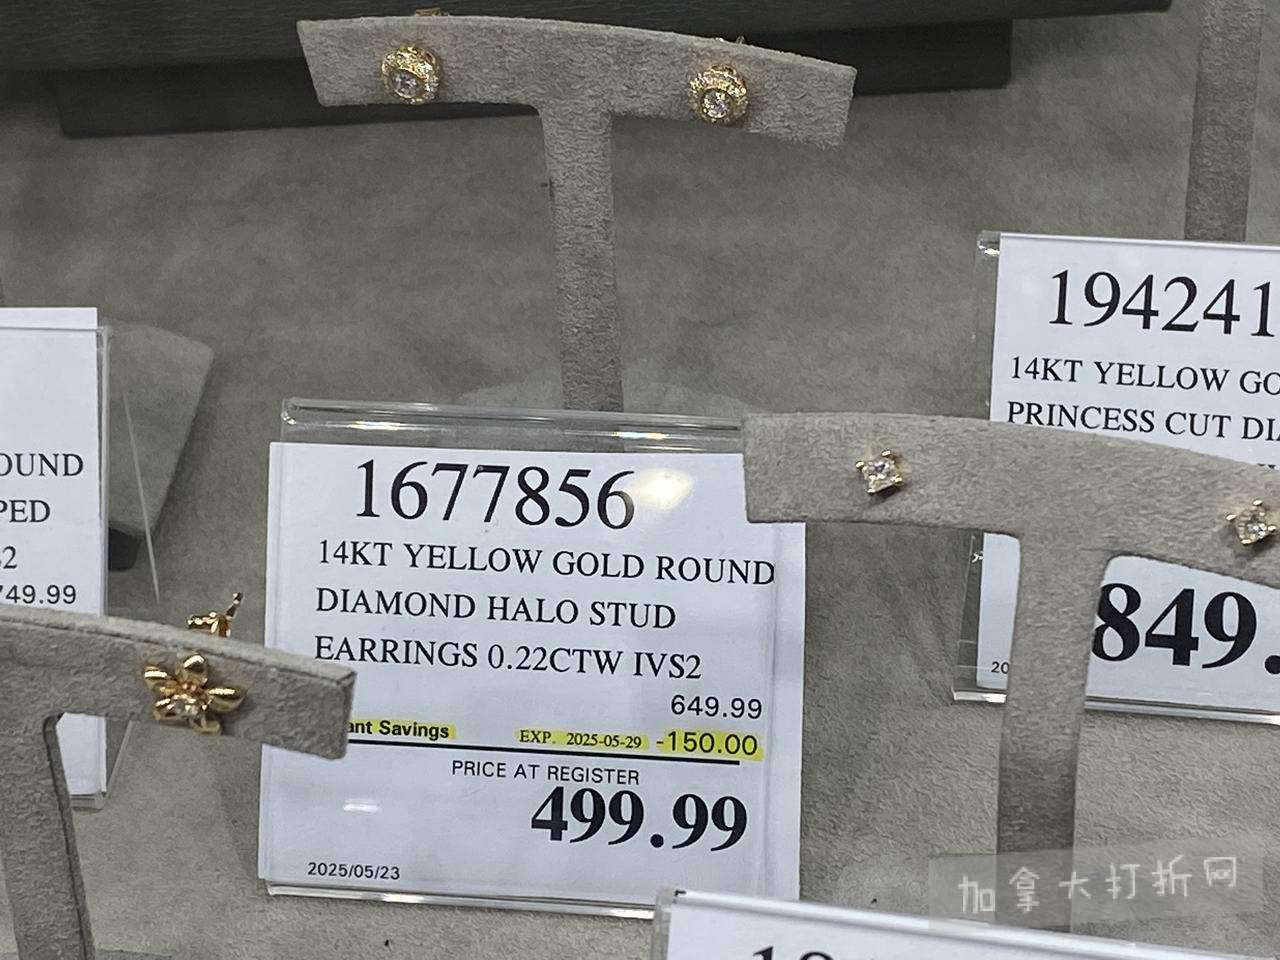 OUND
PED
749.99
1677856
14KT YELLOW GOLD ROUND
DIAMOND HALO STUD
EARRINGS 0.22CTW IVS2
649.99
ant Savings EXP. 2025-05-29 -150.00
PRICE AT REGISTER
499.99
2025/05/23
194241
14KT YELLOW GO
PRINCESS CUT DI
849.
20
加拿大打折网